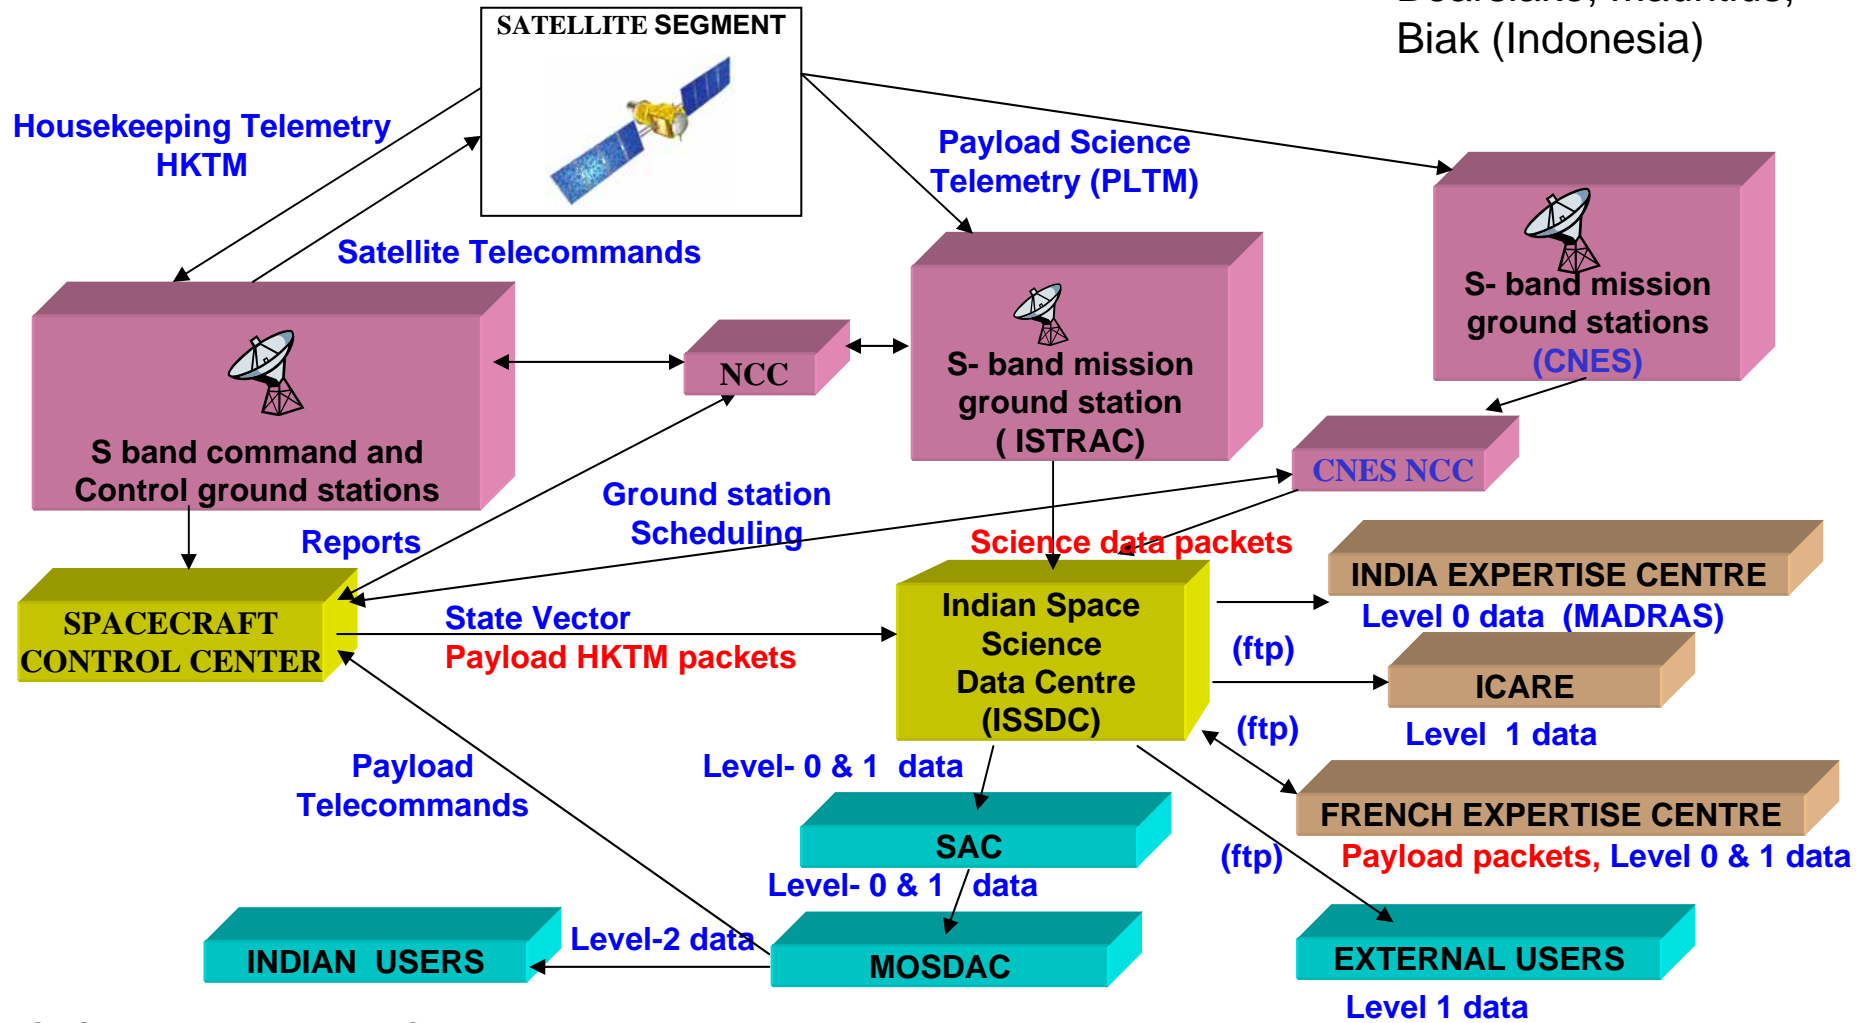 Biak (Indonesia)
SATELLITE SEGMENT
Housekeeping Telemetry
HKTM
Payload Science
Telemetry (PLTM)
Satellite Telecommands
S- band mission
ground stations
(CNES)
NCC
S- band mission
ground station
( ISTRAC)
S band command and
Control ground stations
CNES NCC
Ground station
Scheduling
Reports
Science data packets
INDIA EXPERTISE CENTRE
Level 0 data (MADRAS)
SPACECRAFT
CONTROL CENTER
State Vector
Payload HKTM packets
Indian Space
Science
Data Centre
(ISSDC)
(ftp)
ICARE
Level 1 data
(ftp)
Payload
Telecommands
Level- 0 & 1 data
FRENCH EXPERTISE CENTRE
Payload packets, Level 0 & 1 data
(ftp)
SAC
Level- 0 & 1 data
INDIAN USERS
Level-2 data
MOSDAC
EXTERNAL USERS
Level 1 data